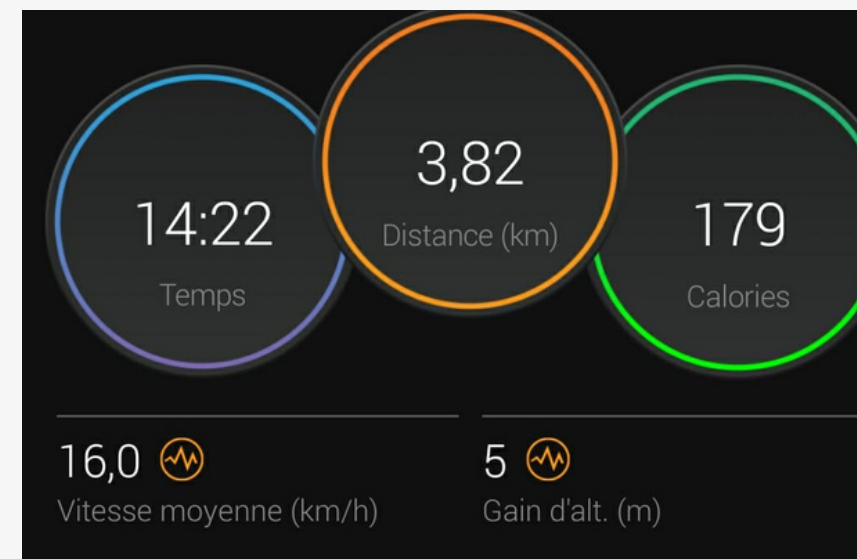 3,82
Distance (km)
14:22
Temps
179
Calories
16,0
Vitesse moyenne (km/h)
5
Gain d'alt. (m)